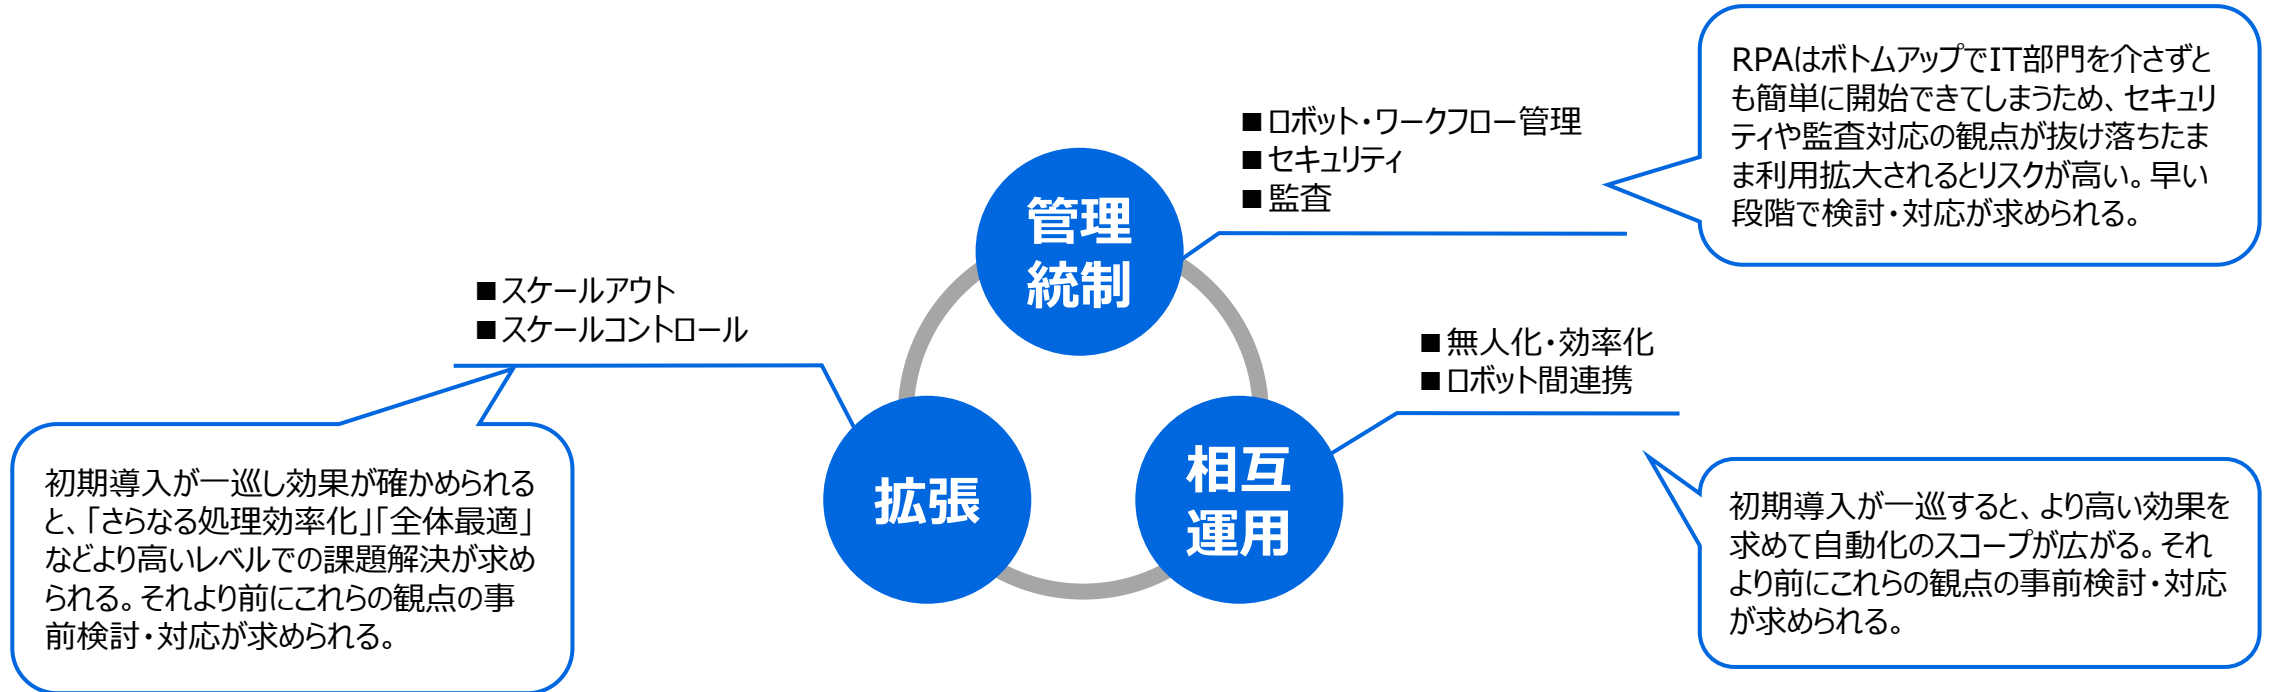 RPAはボトムアップでIT部門を介さずと
も簡単に開始できてしまうため、セキュリ
ティや監査対応の観点が抜け落ちたま
ま利用拡大されるとリスクが高い。早い
段階で検討・対応が求められる。
■ロボット・ワークフロー管理
■セキュリティ
■監査
管理
統制
■スケールアウト
■スケールコントロール
■無人化・効率化
■ロボット間連携
拡張
相互
運用
初期導入が一巡し効果が確かめられる
と、「さらなる処理効率化」「全体最適」
などより高いレベルでの課題解決が求め
られる。それより前にこれらの観点の事
前検討・対応が求められる。
初期導入が一巡すると、より高い効果を
求めて自動化のスコープが広がる。それ
より前にこれらの観点の事前検討・対応
が求められる。